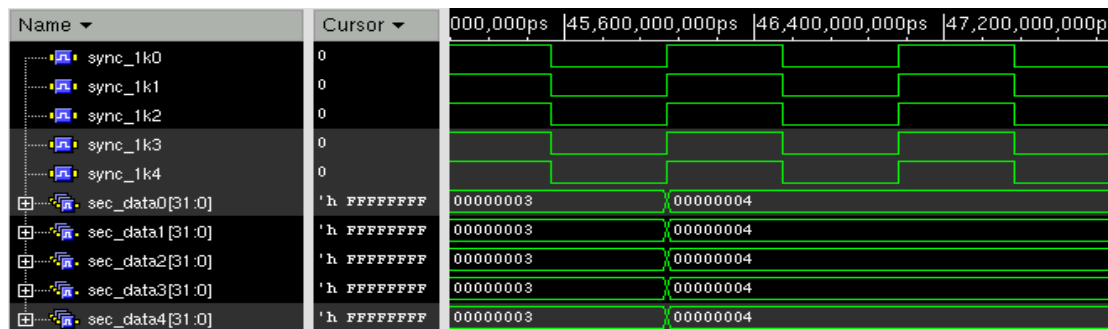 Name Cursor 000,000ps |45,600,000,000ps |46,400,000,000ps |47,200,000,000p
sync_1k0 0
sync_1k1 0
sync_1k2 0
sync_1k3 0
sync_1k4 0
sec_data0[31:0] 'h FFFFFFFF 00000003 00000004
sec_data1[31:0] 'h FFFFFFFF 00000003 00000004
sec_data2[31:0] 'h FFFFFFFF 00000003 00000004
sec_data3[31:0] 'h FFFFFFFF 00000003 00000004
sec_data4[31:0] 'h FFFFFFFF 00000003 00000004